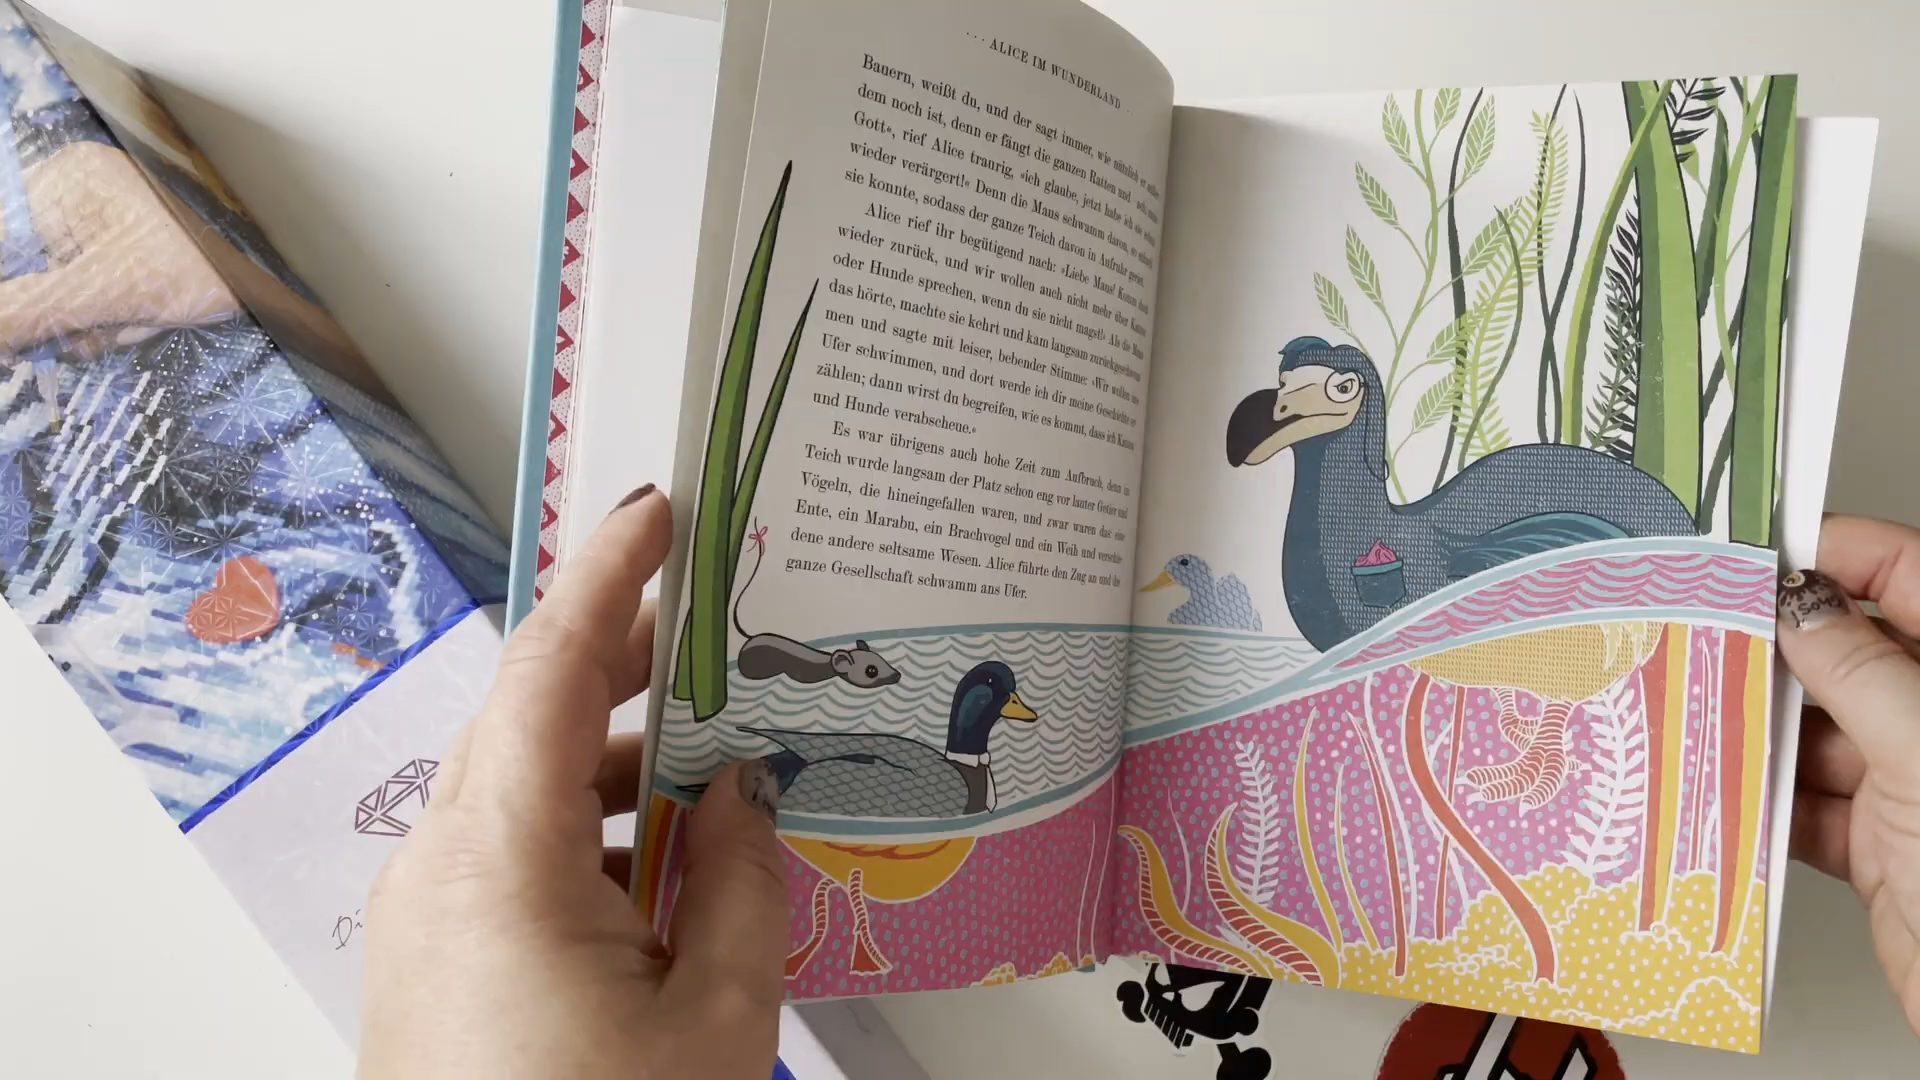 ··· ALICE IM WUNDERLAND ··
Bauern, weißt du, und der sagt immer, wie nützlich er
dem noch ist, denn er fängt die ganzen Ratten und
Gott«, rief Alice traurig, »ich glaube, jetzt habe ich sie
wieder verärgert!« Denn die Maus schwamm davon, so
sie konnte, sodass der ganze Teich davon in Aufruhr geriet.
Alice rief ihr begütigend nach: »Liebe Maus! Komm doch
wieder zurück, und wir wollen auch nicht mehr über Katzen
oder Hunde sprechen, wenn du sie nicht magst!« Als die Maus
das hörte, machte sie kehrt und kam langsam zurückgeschwom-
men und sagte mit leiser, bebender Stimme: »Wir wollen ans
Ufer schwimmen, und dort werde ich dir meine Geschichte er-
zählen; dann wirst du begreifen, wie es kommt, dass ich Katzen
und Hunde verabscheue.«
Es war übrigens auch hohe Zeit zum Aufbruch, denn im
Teich wurde langsam der Platz schon eng vor lauter Getier und
Vögeln, die hineingefallen waren, und zwar waren das: eine
Ente, ein Marabu, ein Brachvogel und ein Weih und verschie-
dene andere seltsame Wesen. Alice führte den Zug an und die
ganze Gesellschaft schwamm ans Ufer.